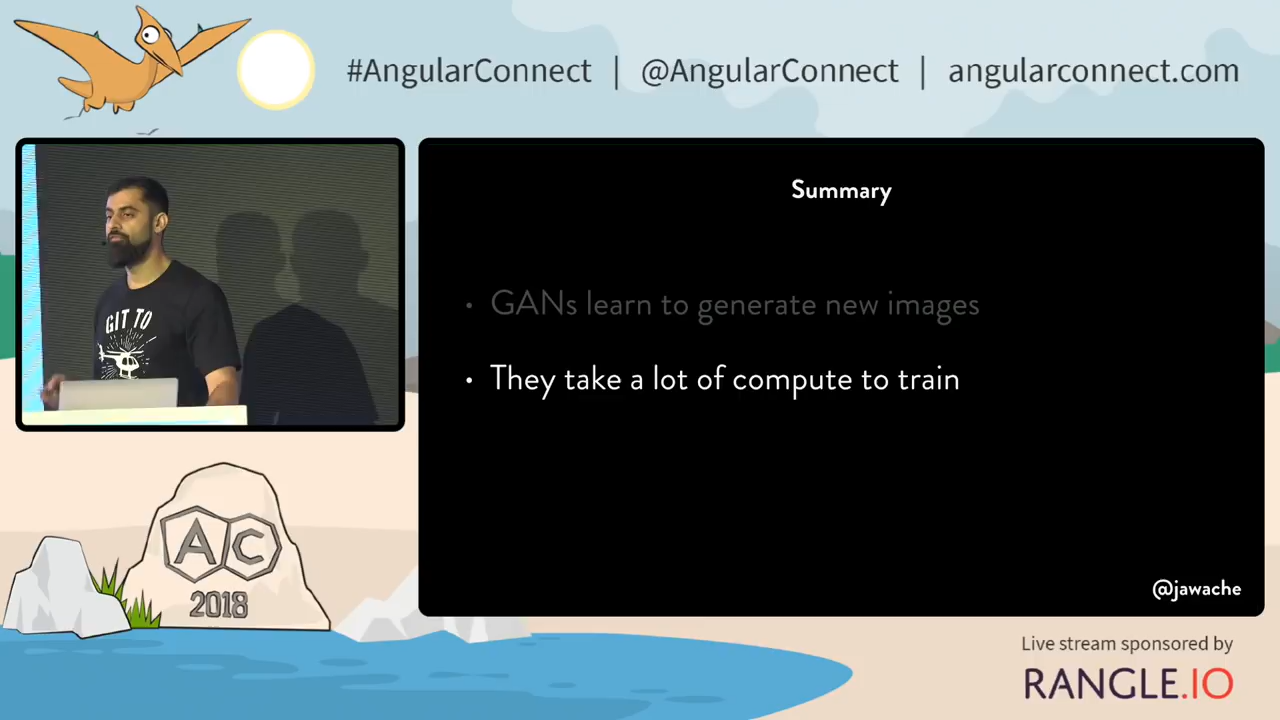 #AngularConnect | @AngularConnect | angularconnect.com
GIT TO
Summary
• GANs learn to generate new images
• They take a lot of compute to train
@jawache
AC
2018
Live stream sponsored by
RANGLE.IO